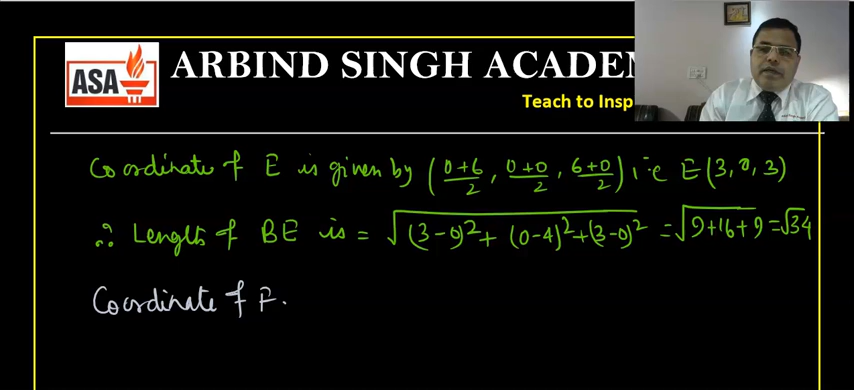 ASA
ARBIND SINGH ACADEM
Teach to Insp
Coordinate of E is given by (0+6/2, 0+0/2, 6+0/2) i.e E(3, 0, 3)
∴ Length of BE is = √(3-0)²+(0-4)²+(3-0)² = √9+16+9 = √34
Coordinate of F.